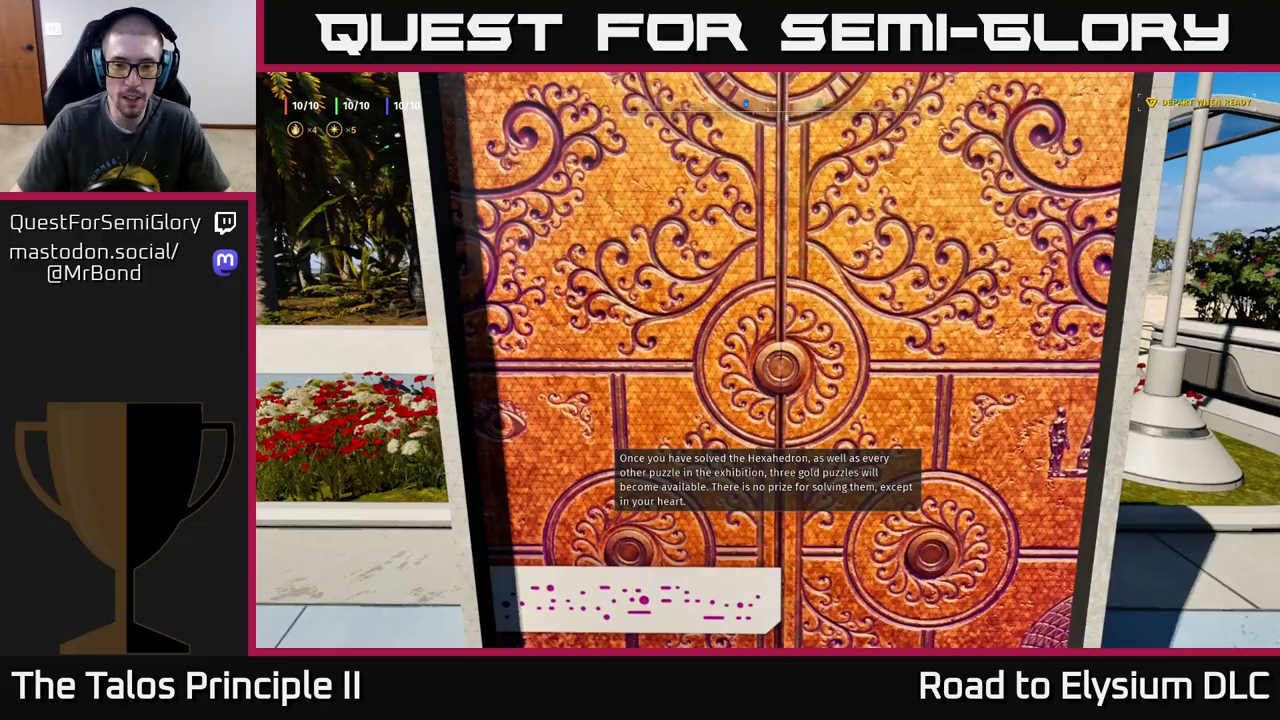 QUEST FOR SEMI-GLORY
10/10 10/10 10/10
×4 ×5
DEPART WHEN READY
QuestForSemiGlory
mastodon.social/
@MrBond
Once you have solved the Hexahedron, as well as every
other puzzle in the exhibition, three gold puzzles will
become available. There is no prize for solving them, except
in your heart.
The Talos Principle II
Road to Elysium DLC